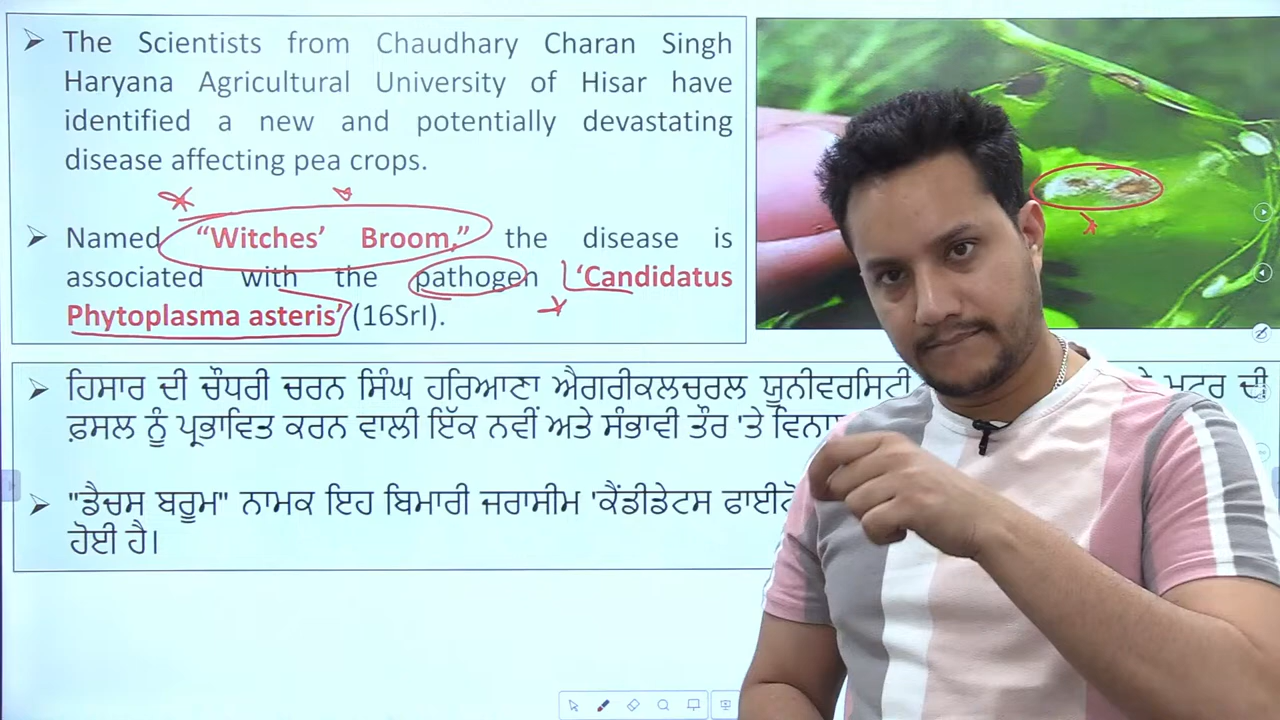 ➢ The Scientists from Chaudhary Charan Singh
Haryana Agricultural University of Hisar have
identified a new and potentially devastating
disease affecting pea crops.
➢ Named "Witches' Broom," the disease is
associated with the pathogen 'Candidatus
Phytoplasma asteris' (16SrI).
➢ ਹਿਸਾਰ ਦੀ ਚੌਧਰੀ ਚਰਨ ਸਿੰਘ ਹਰਿਆਣਾ ਐਗਰੀਕਲਚਰਲ ਯੂਨੀਵਰਸਿਟੀ ਮਟਰ ਦੀ
ਫ਼ਸਲ ਨੂੰ ਪ੍ਰਭਾਵਿਤ ਕਰਨ ਵਾਲੀ ਇੱਕ ਨਵੀਂ ਅਤੇ ਸੰਭਾਵੀ ਤੌਰ 'ਤੇ
➢ "ਡੈਚਸ ਬਰੂਮ" ਨਾਮਕ ਇਹ ਬਿਮਾਰੀ ਜਰਾਸੀਮ 'ਕੈਂਡੀਡੇਟਸ
ਹੋਈ ਹੈ।